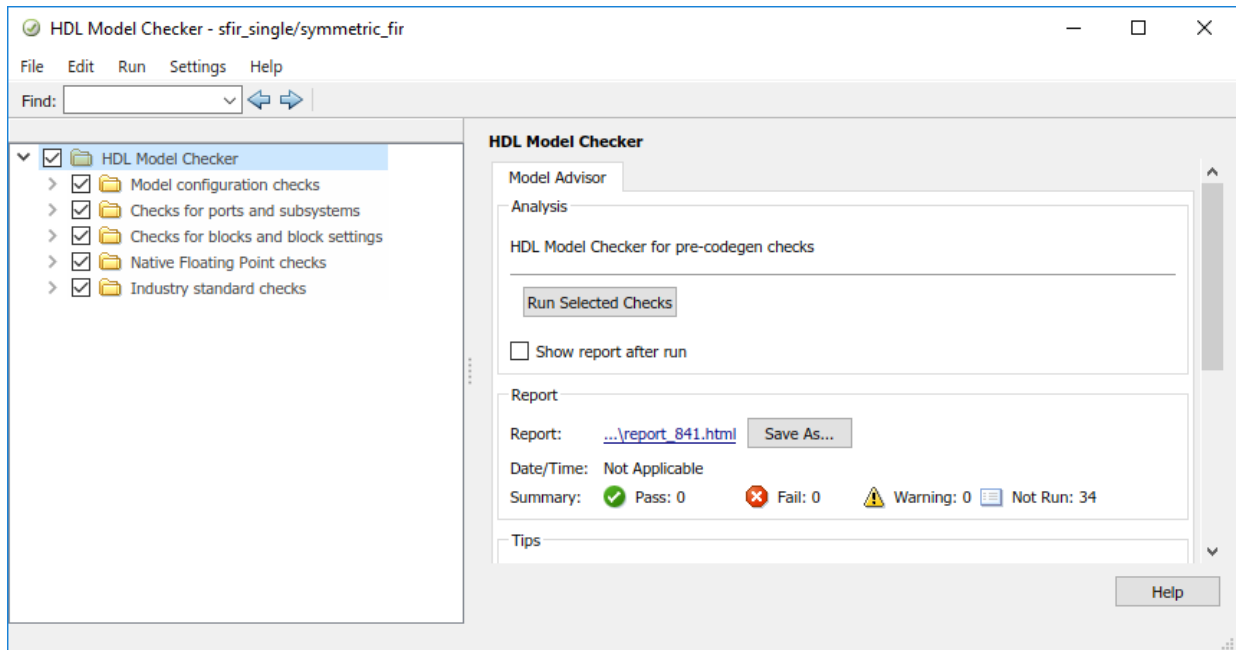 HDL Model Checker - sfir_single/symmetric_fir
File Edit Run Settings Help
Find:
HDL Model Checker
Model configuration checks
Checks for ports and subsystems
Checks for blocks and block settings
Native Floating Point checks
Industry standard checks
HDL Model Checker
Model Advisor
Analysis
HDL Model Checker for pre-codegen checks
Run Selected Checks
Show report after run
Report
Report: ...\report_841.html Save As...
Date/Time: Not Applicable
Summary: Pass: 0 Fail: 0 Warning: 0 Not Run: 34
Tips
Help